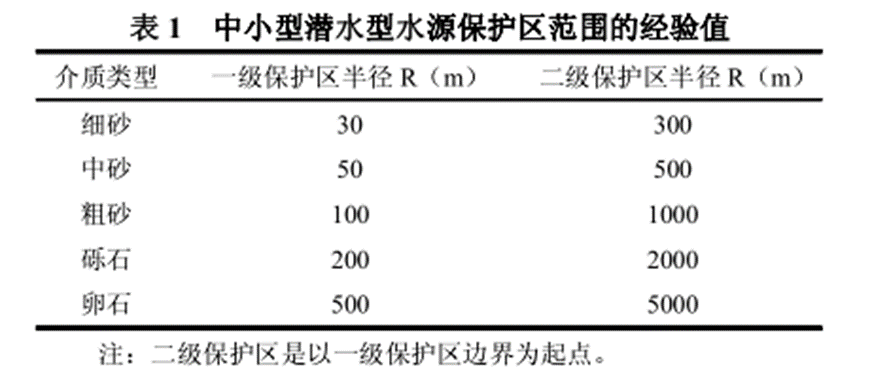 表 1 中小型潜水型水源保护区范围的经验值
介质类型 一级保护区半径 R（m） 二级保护区半径 R（m）
细砂 30 300
中砂 50 500
粗砂 100 1000
砾石 200 2000
卵石 500 5000
注：二级保护区是以一级保护区边界为起点。